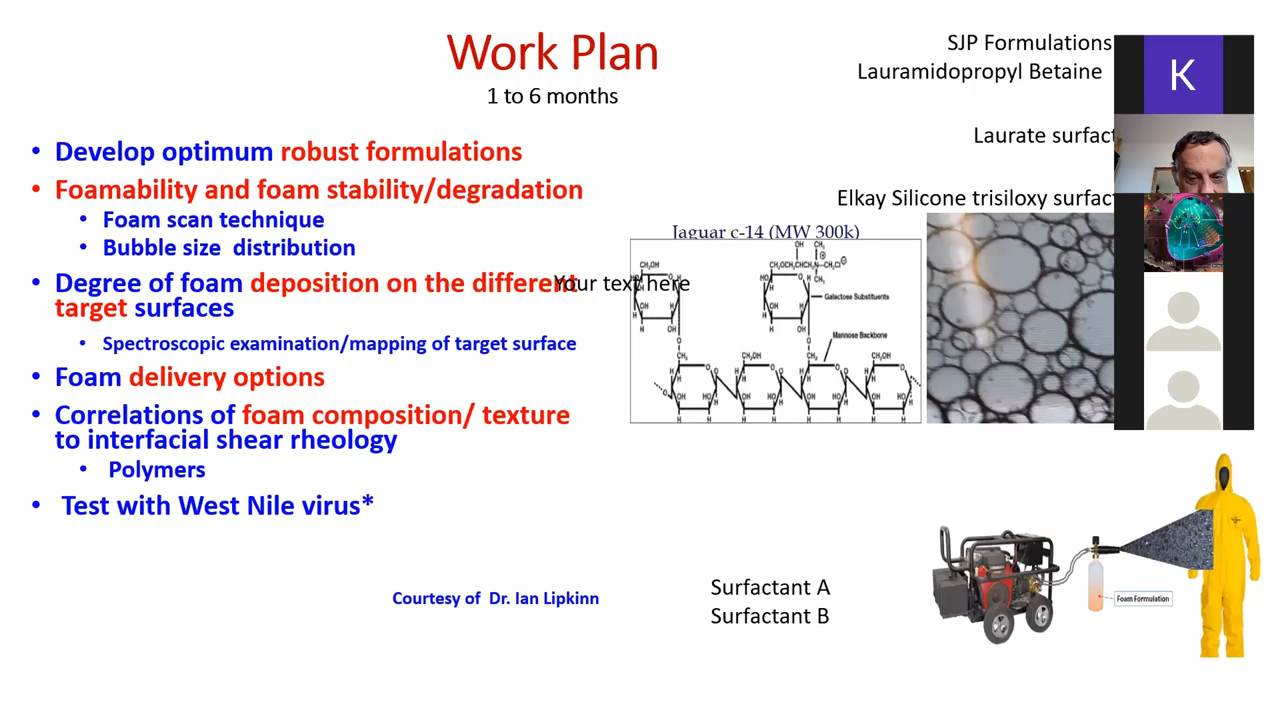 Work Plan
1 to 6 months
Develop optimum robust formulations
Foamability and foam stability/degradation
Foam scan technique
Bubble size distribution
Degree of foam deposition on the different
target surfaces
Spectroscopic examination/mapping of target surface
Foam delivery options
Correlations of foam composition/ texture
to interfacial shear rheology
Polymers
Test with West Nile virus*
Courtesy of Dr. Ian Lipkinn
Your text here
SJP Formulations
Lauramidopropyl Betaine
Laurate surfact
Elkay Silicone trisiloxy surfact
Jaguar c-14 (MW 300k)
Galactose Substituents
Mannose Backbone
K
Surfactant A
Surfactant B
Foam Formulation